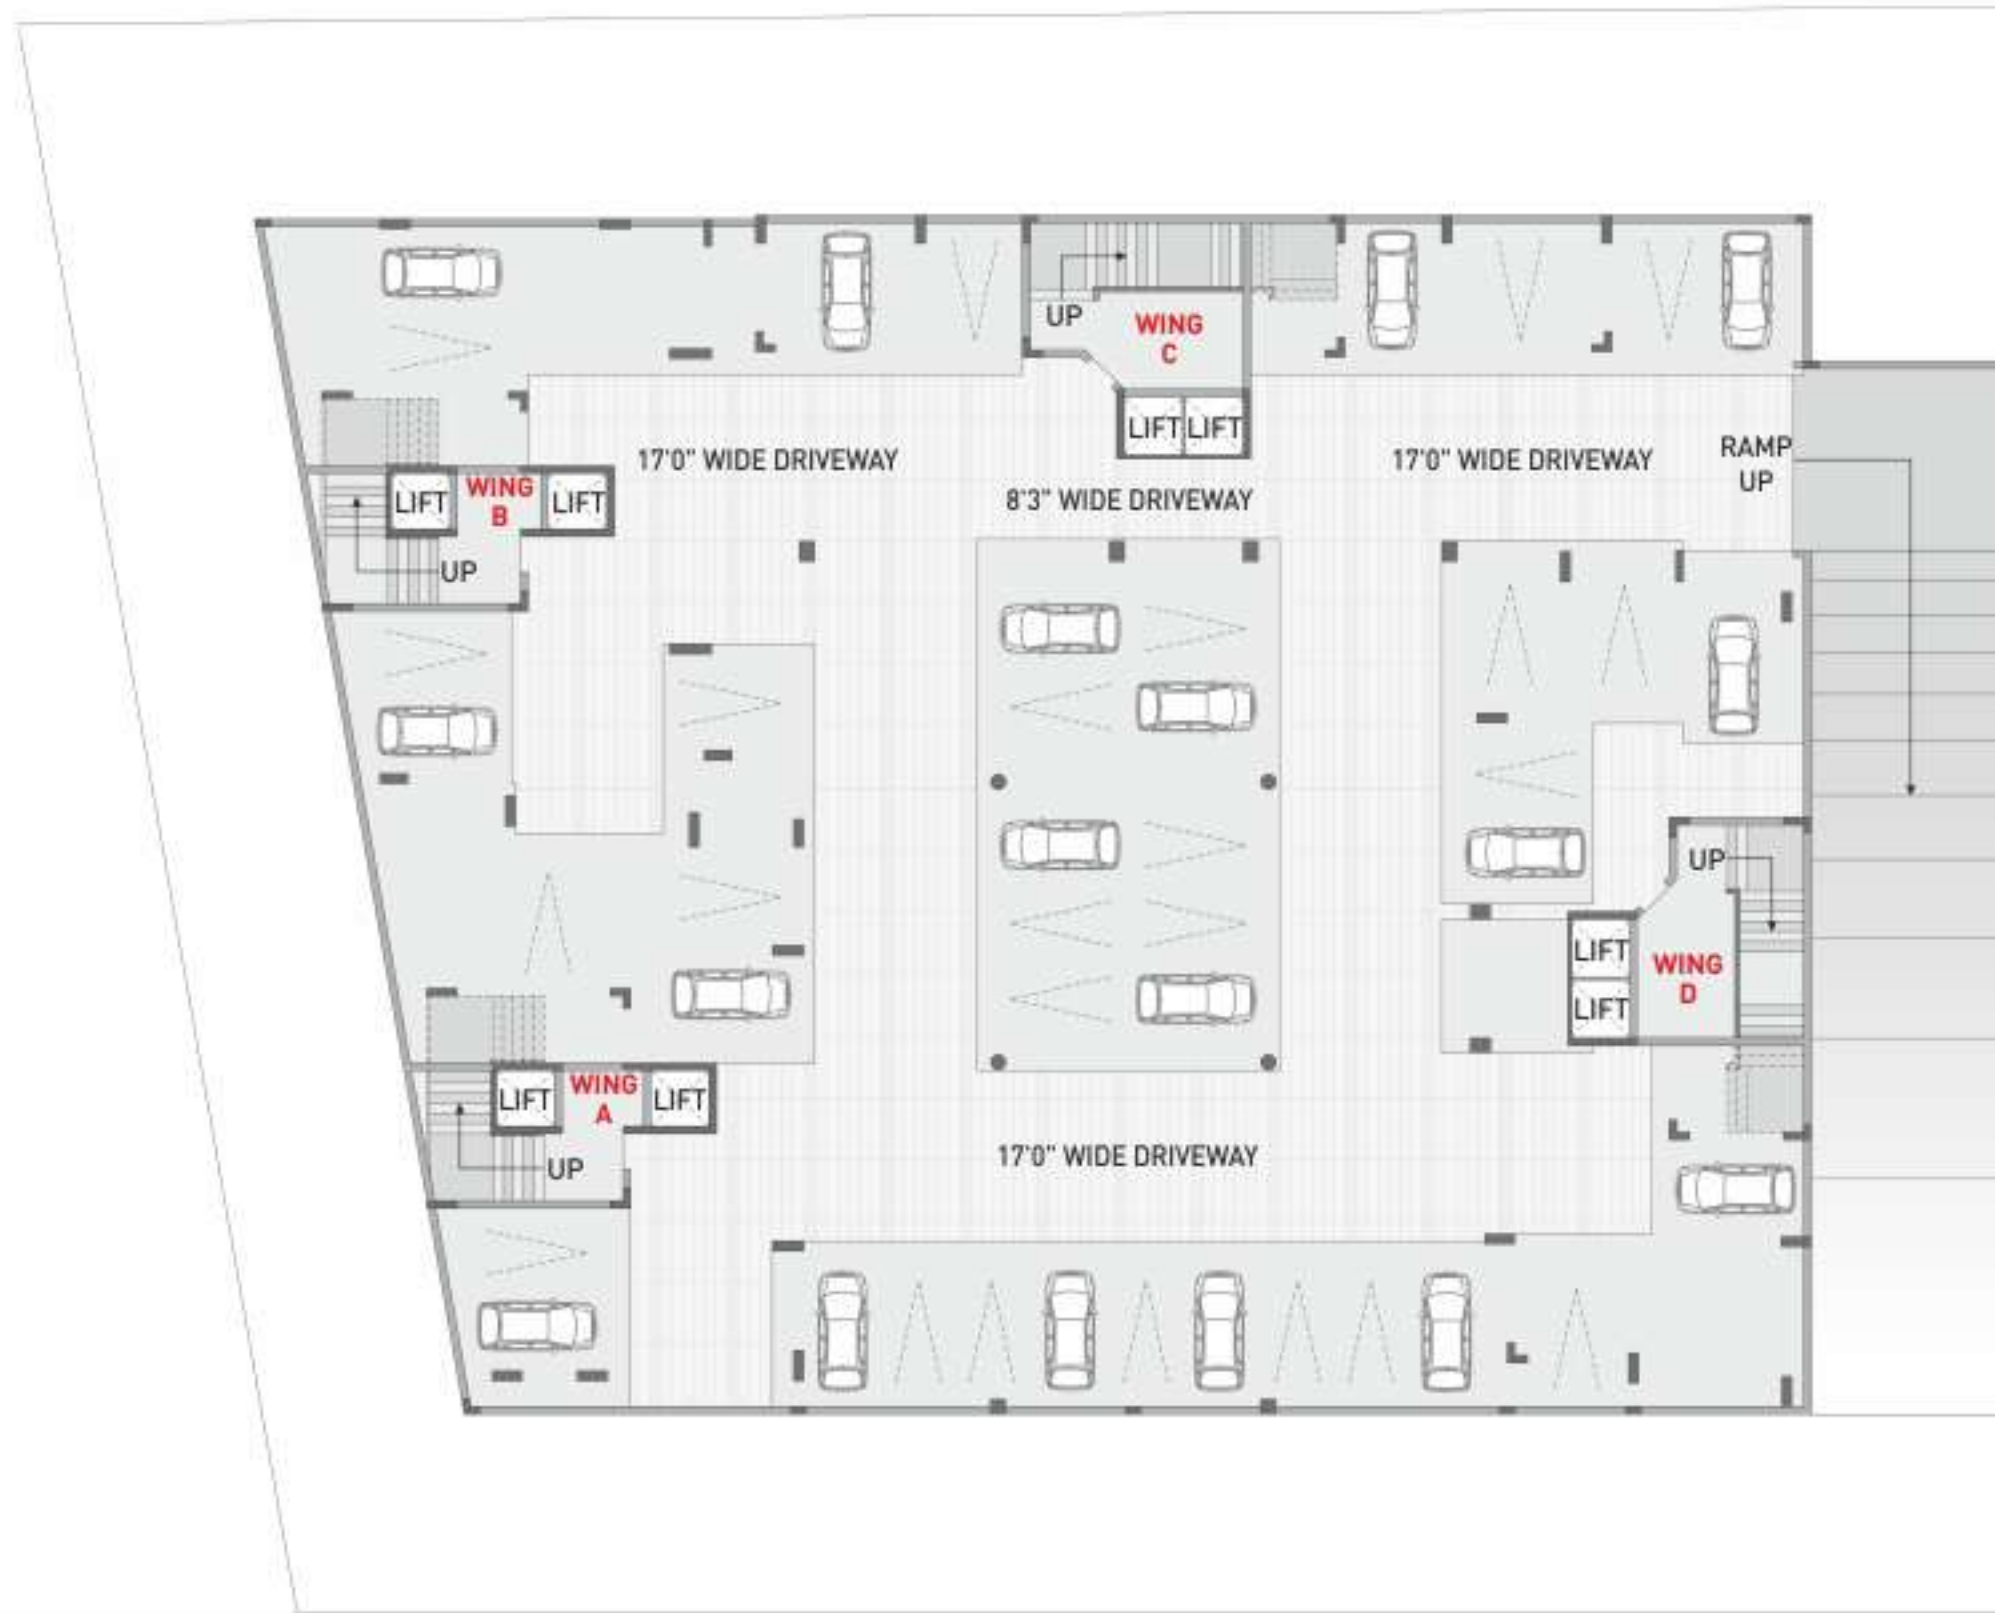 UP
WING
C
LIFT LIFT
17'0" WIDE DRIVEWAY
17'0" WIDE DRIVEWAY
RAMP
UP
8'3" WIDE DRIVEWAY
LIFT
WING
B
LIFT
UP
UP
LIFT
WING
D
LIFT
LIFT
WING
A
LIFT
UP
17'0" WIDE DRIVEWAY